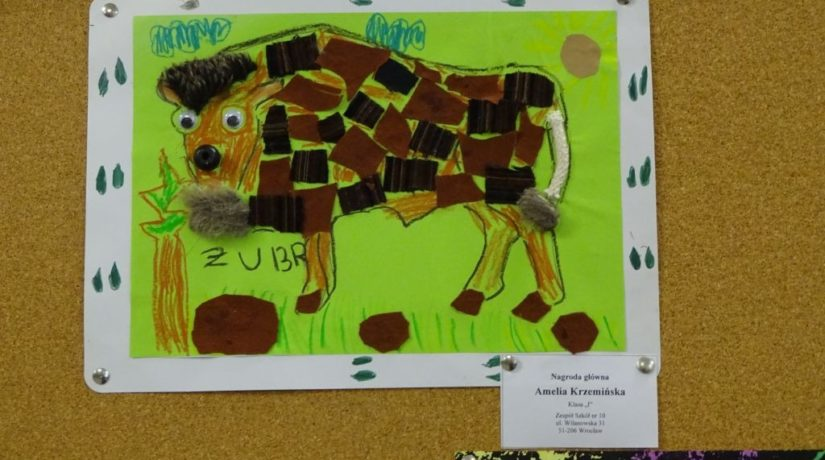 ZUBR
Nagroda główna
Amelia Krzemińska
Klasa „I"
Zespół Szkół nr 10
ul. Wilanowska 31
51-206 Wrocław